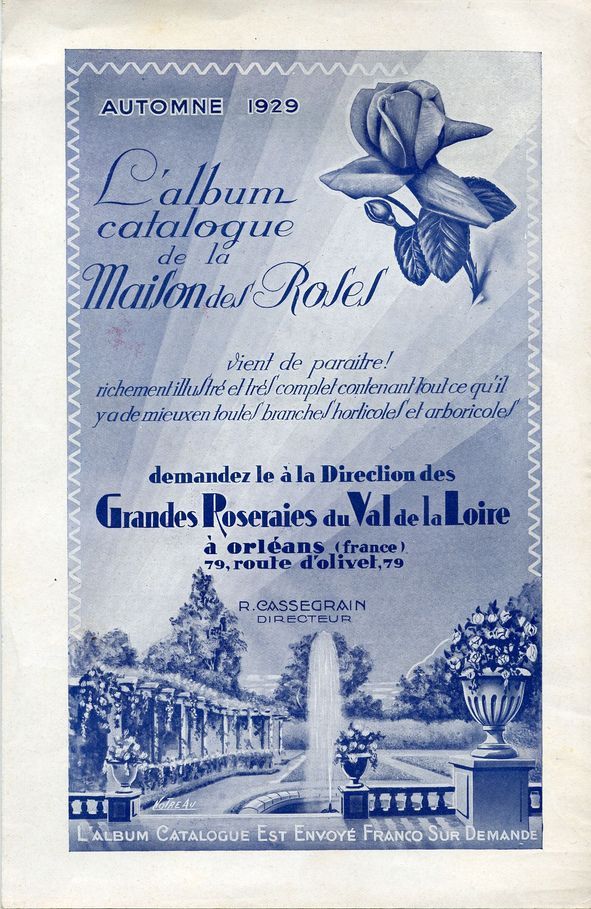 AUTOMNE 1929
L'album
catalogue
de la
Maison des Roses
vient de paraitre!
richement illustré et trés complet contenant tout ce qu'il
y a de mieux en toutes branches horticoles et arboricoles
demandez le à la Direction des
Grandes Roseraies du Val de la Loire
à orléans (france)
79, route d'olivet, 79
R. CASSEGRAIN
DIRECTEUR
NOTREAU
L'ALBUM CATALOGUE EST ENVOYÉ FRANCO SUR DEMANDE